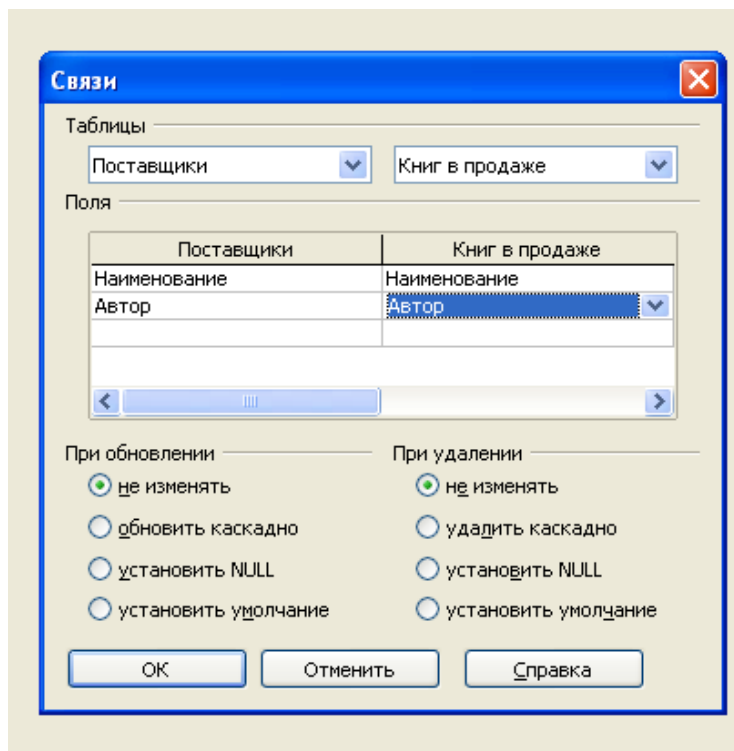 Связи
Таблицы
Поставщики Книг в продаже
Поля
Поставщики Книг в продаже
Наименование Наименование
Автор Автор
При обновлении При удалении
не изменять не изменять
обновить каскадно удалить каскадно
установить NULL установить NULL
установить умолчание установить умолчание
ОК Отменить Справка